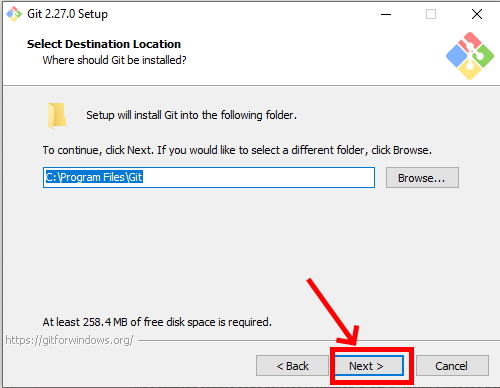 Git 2.27.0 Setup
Select Destination Location
Where should Git be installed?
Setup will install Git into the following folder.
To continue, click Next. If you would like to select a different folder, click Browse.
C:\Program Files\Git
Browse...
At least 258.4 MB of free disk space is required.
https://gitforwindows.org/
< Back
Next >
Cancel